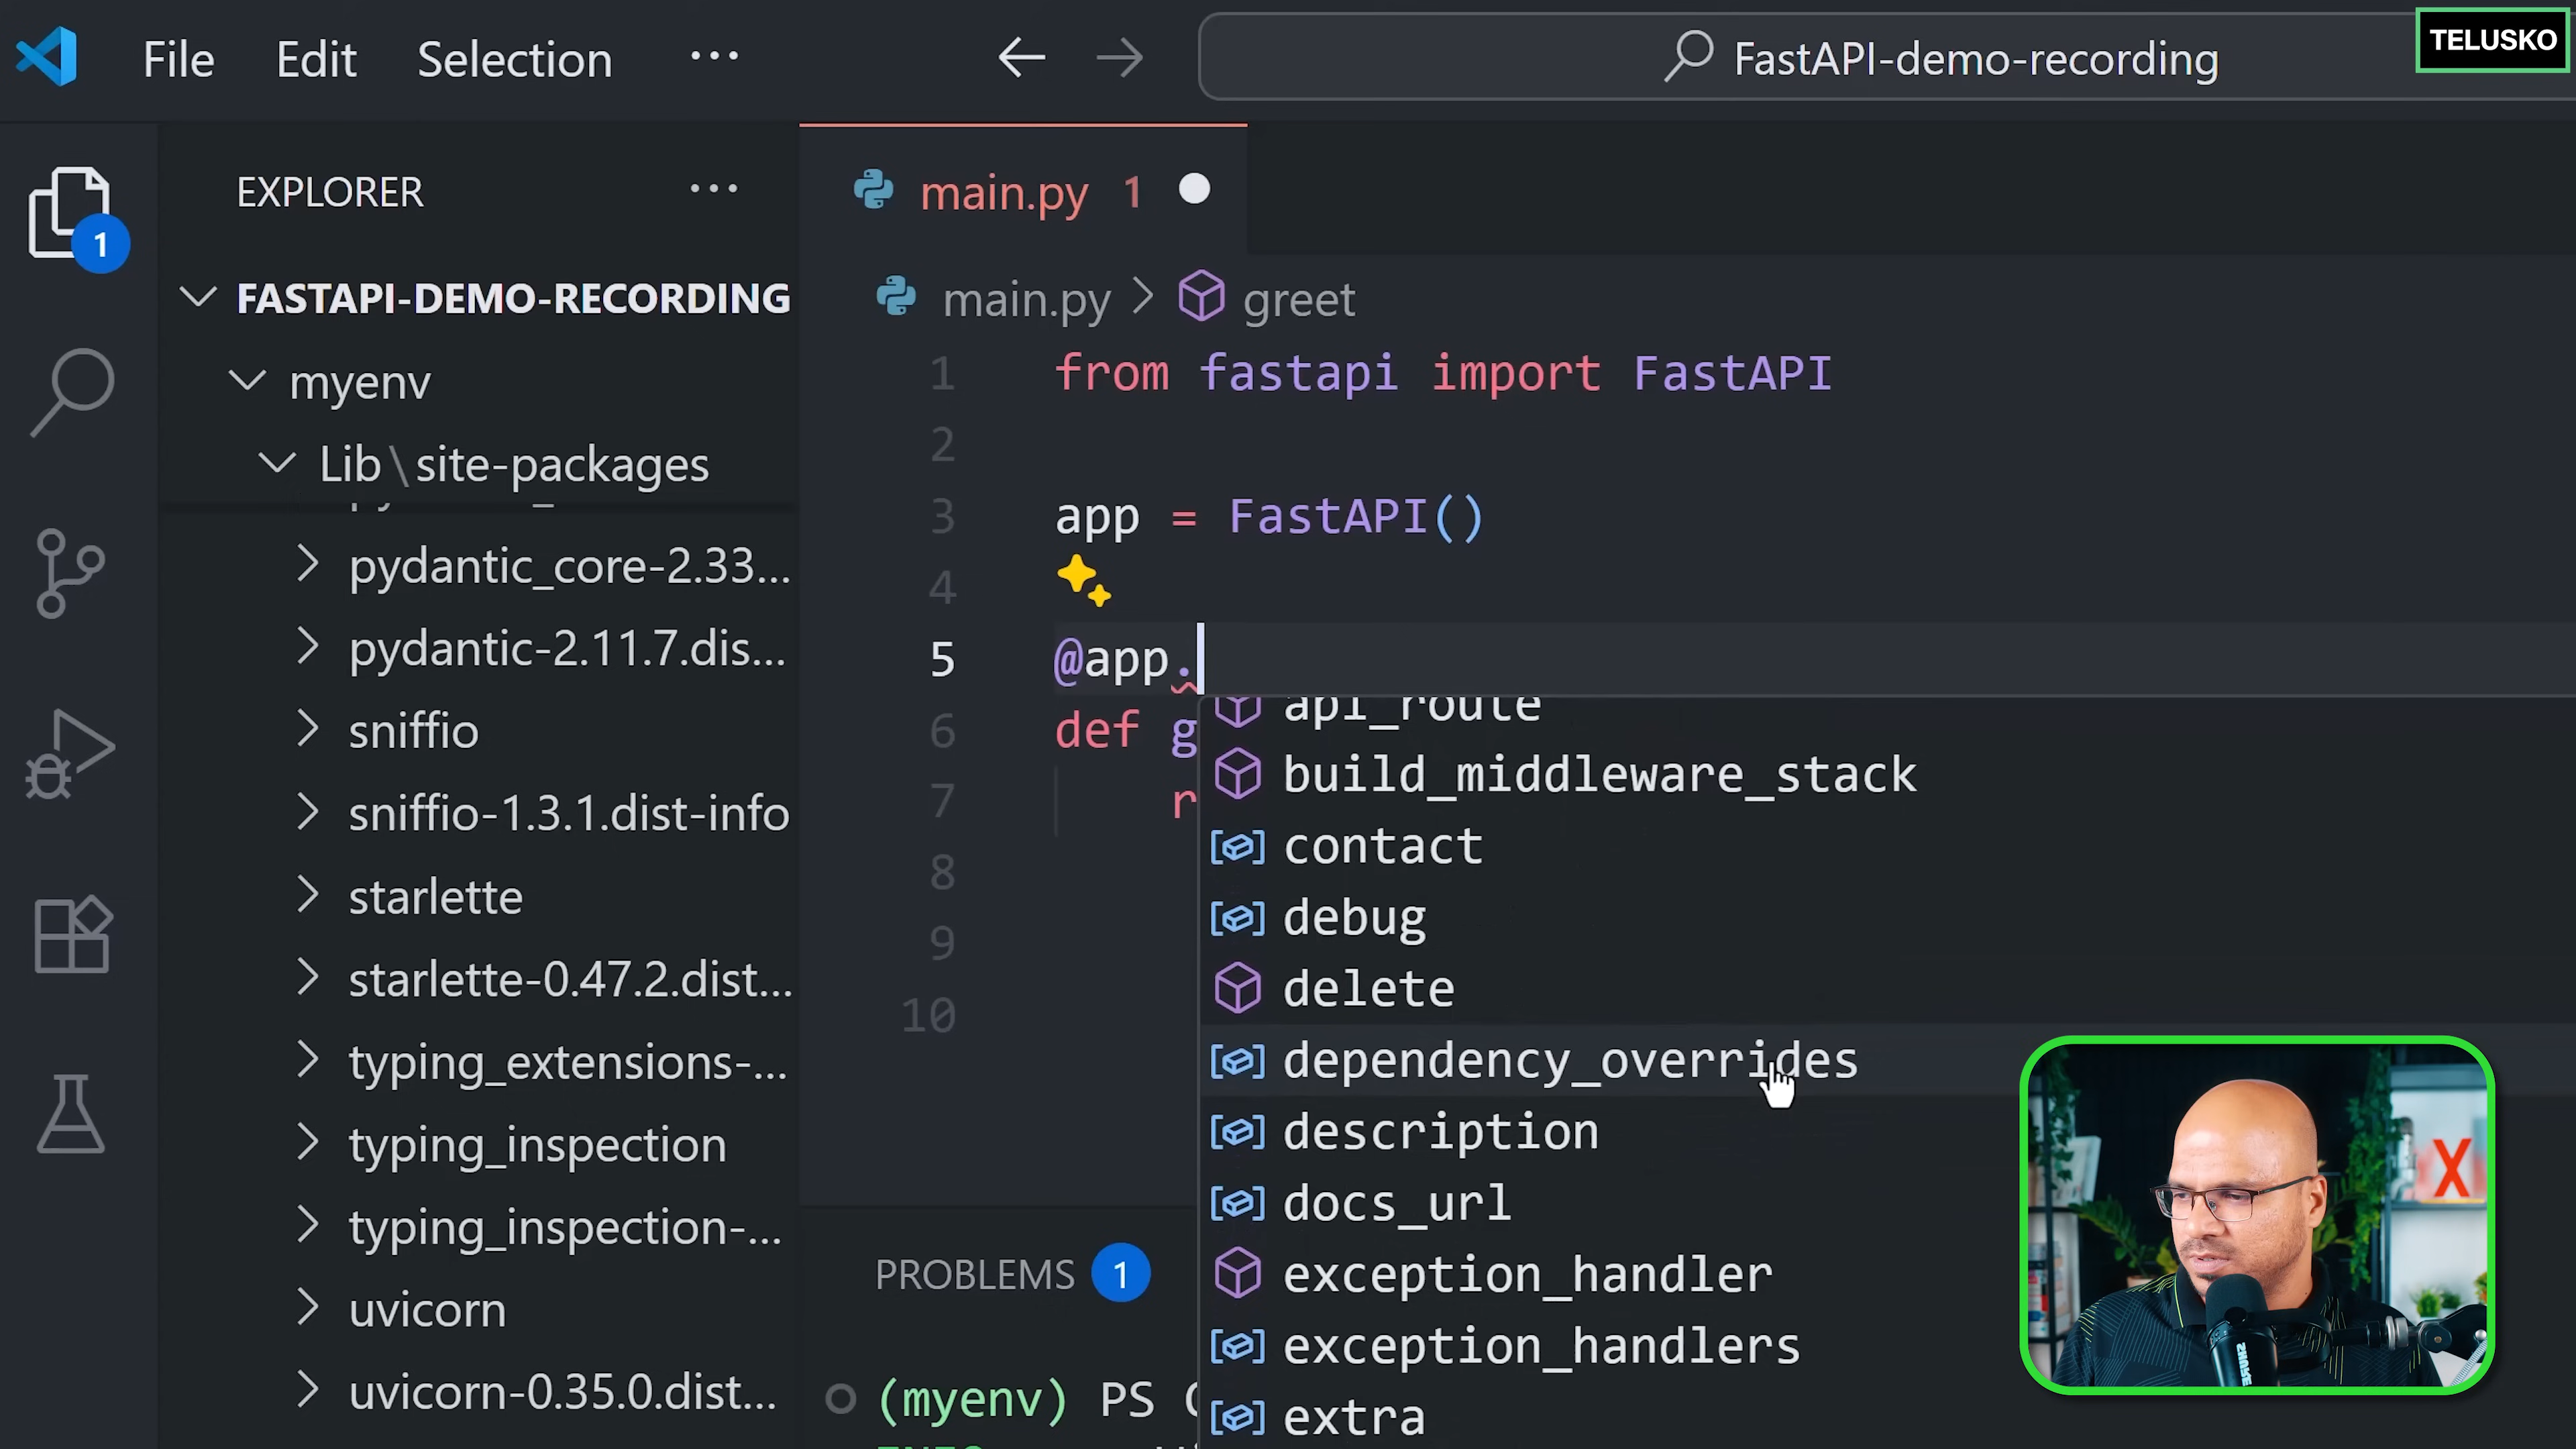 File Edit Selection ···
FastAPI-demo-recording
TELUSKO
EXPLORER ···
1
FASTAPI-DEMO-RECORDING
myenv
Lib\site-packages
pydantic_core-2.33...
pydantic-2.11.7.dis...
sniffio
sniffio-1.3.1.dist-info
starlette
starlette-0.47.2.dist...
typing_extensions-...
typing_inspection
typing_inspection-...
uvicorn
uvicorn-0.35.0.dist...
main.py 1
main.py > greet
1 from fastapi import FastAPI
2
3 app = FastAPI()
4
5 @app.
6 def g
7 r
8
9
10
api_route
build_middleware_stack
contact
debug
delete
dependency_overrides
description
docs_url
exception_handler
exception_handlers
extra
PROBLEMS 1
(myenv) PS
X